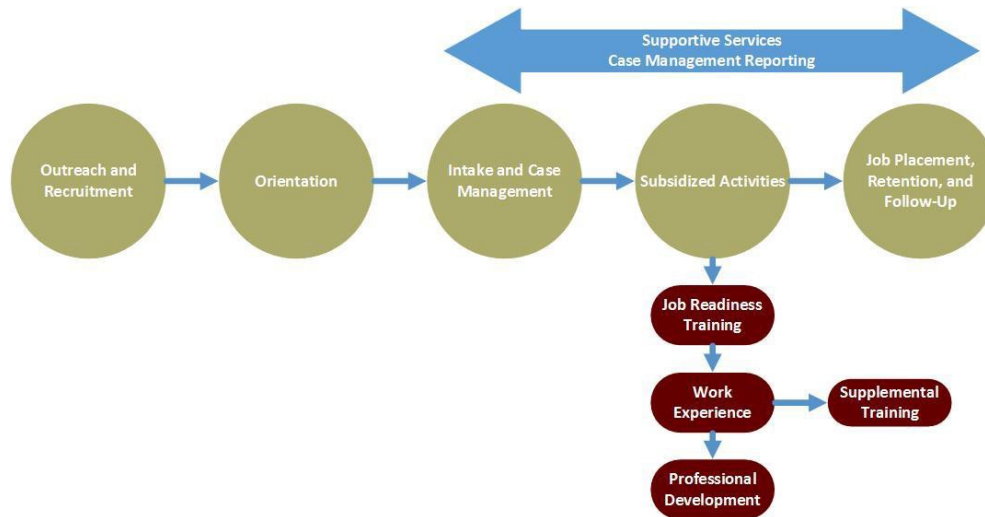 Supportive Services
Case Management Reporting
Outreach and
Recruitment
Orientation
Intake and Case
Management
Subsidized Activities
Job Placement,
Retention, and
Follow-Up
Job Readiness
Training
Work
Experience
Supplemental
Training
Professional
Development